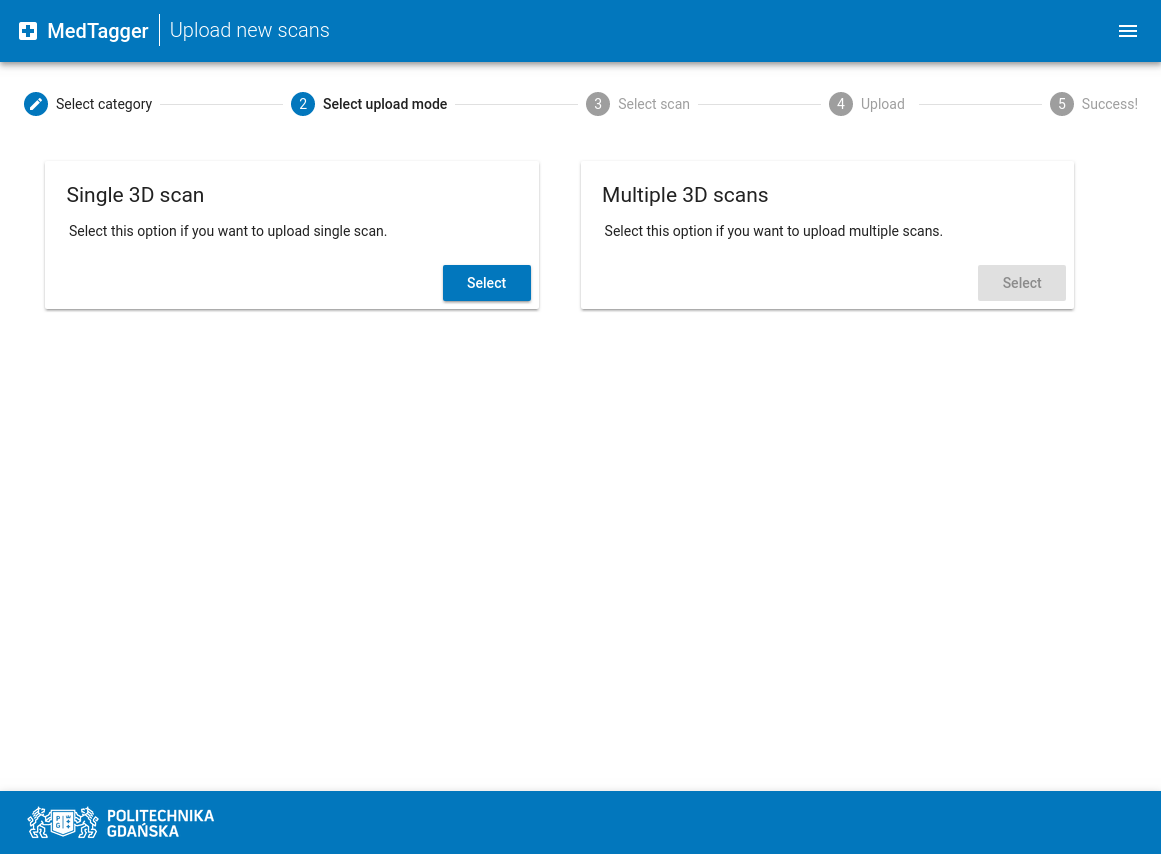 MedTagger Upload new scans
Select category 2 Select upload mode 3 Select scan 4 Upload 5 Success!
Single 3D scan
Select this option if you want to upload single scan.
Select
Multiple 3D scans
Select this option if you want to upload multiple scans.
Select
POLITECHNIKA
GDAŃSKA